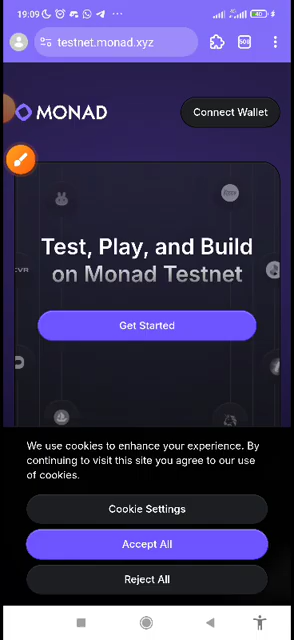 19:09
40
testnet.monad.xyz
MONAD
Connect Wallet
Test, Play, and Build
on Monad Testnet
Get Started
We use cookies to enhance your experience. By
continuing to visit this site you agree to our use
of cookies.
Cookie Settings
Accept All
Reject All